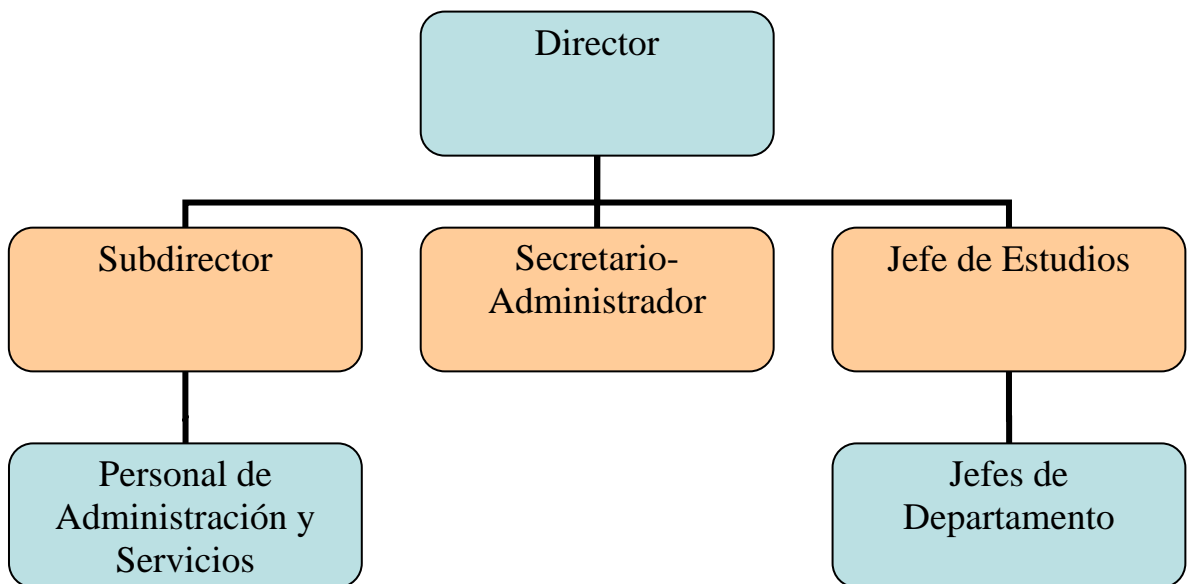 Director
Subdirector
Secretario-
Administrador
Jefe de Estudios
Personal de
Administración y
Servicios
Jefes de
Departamento